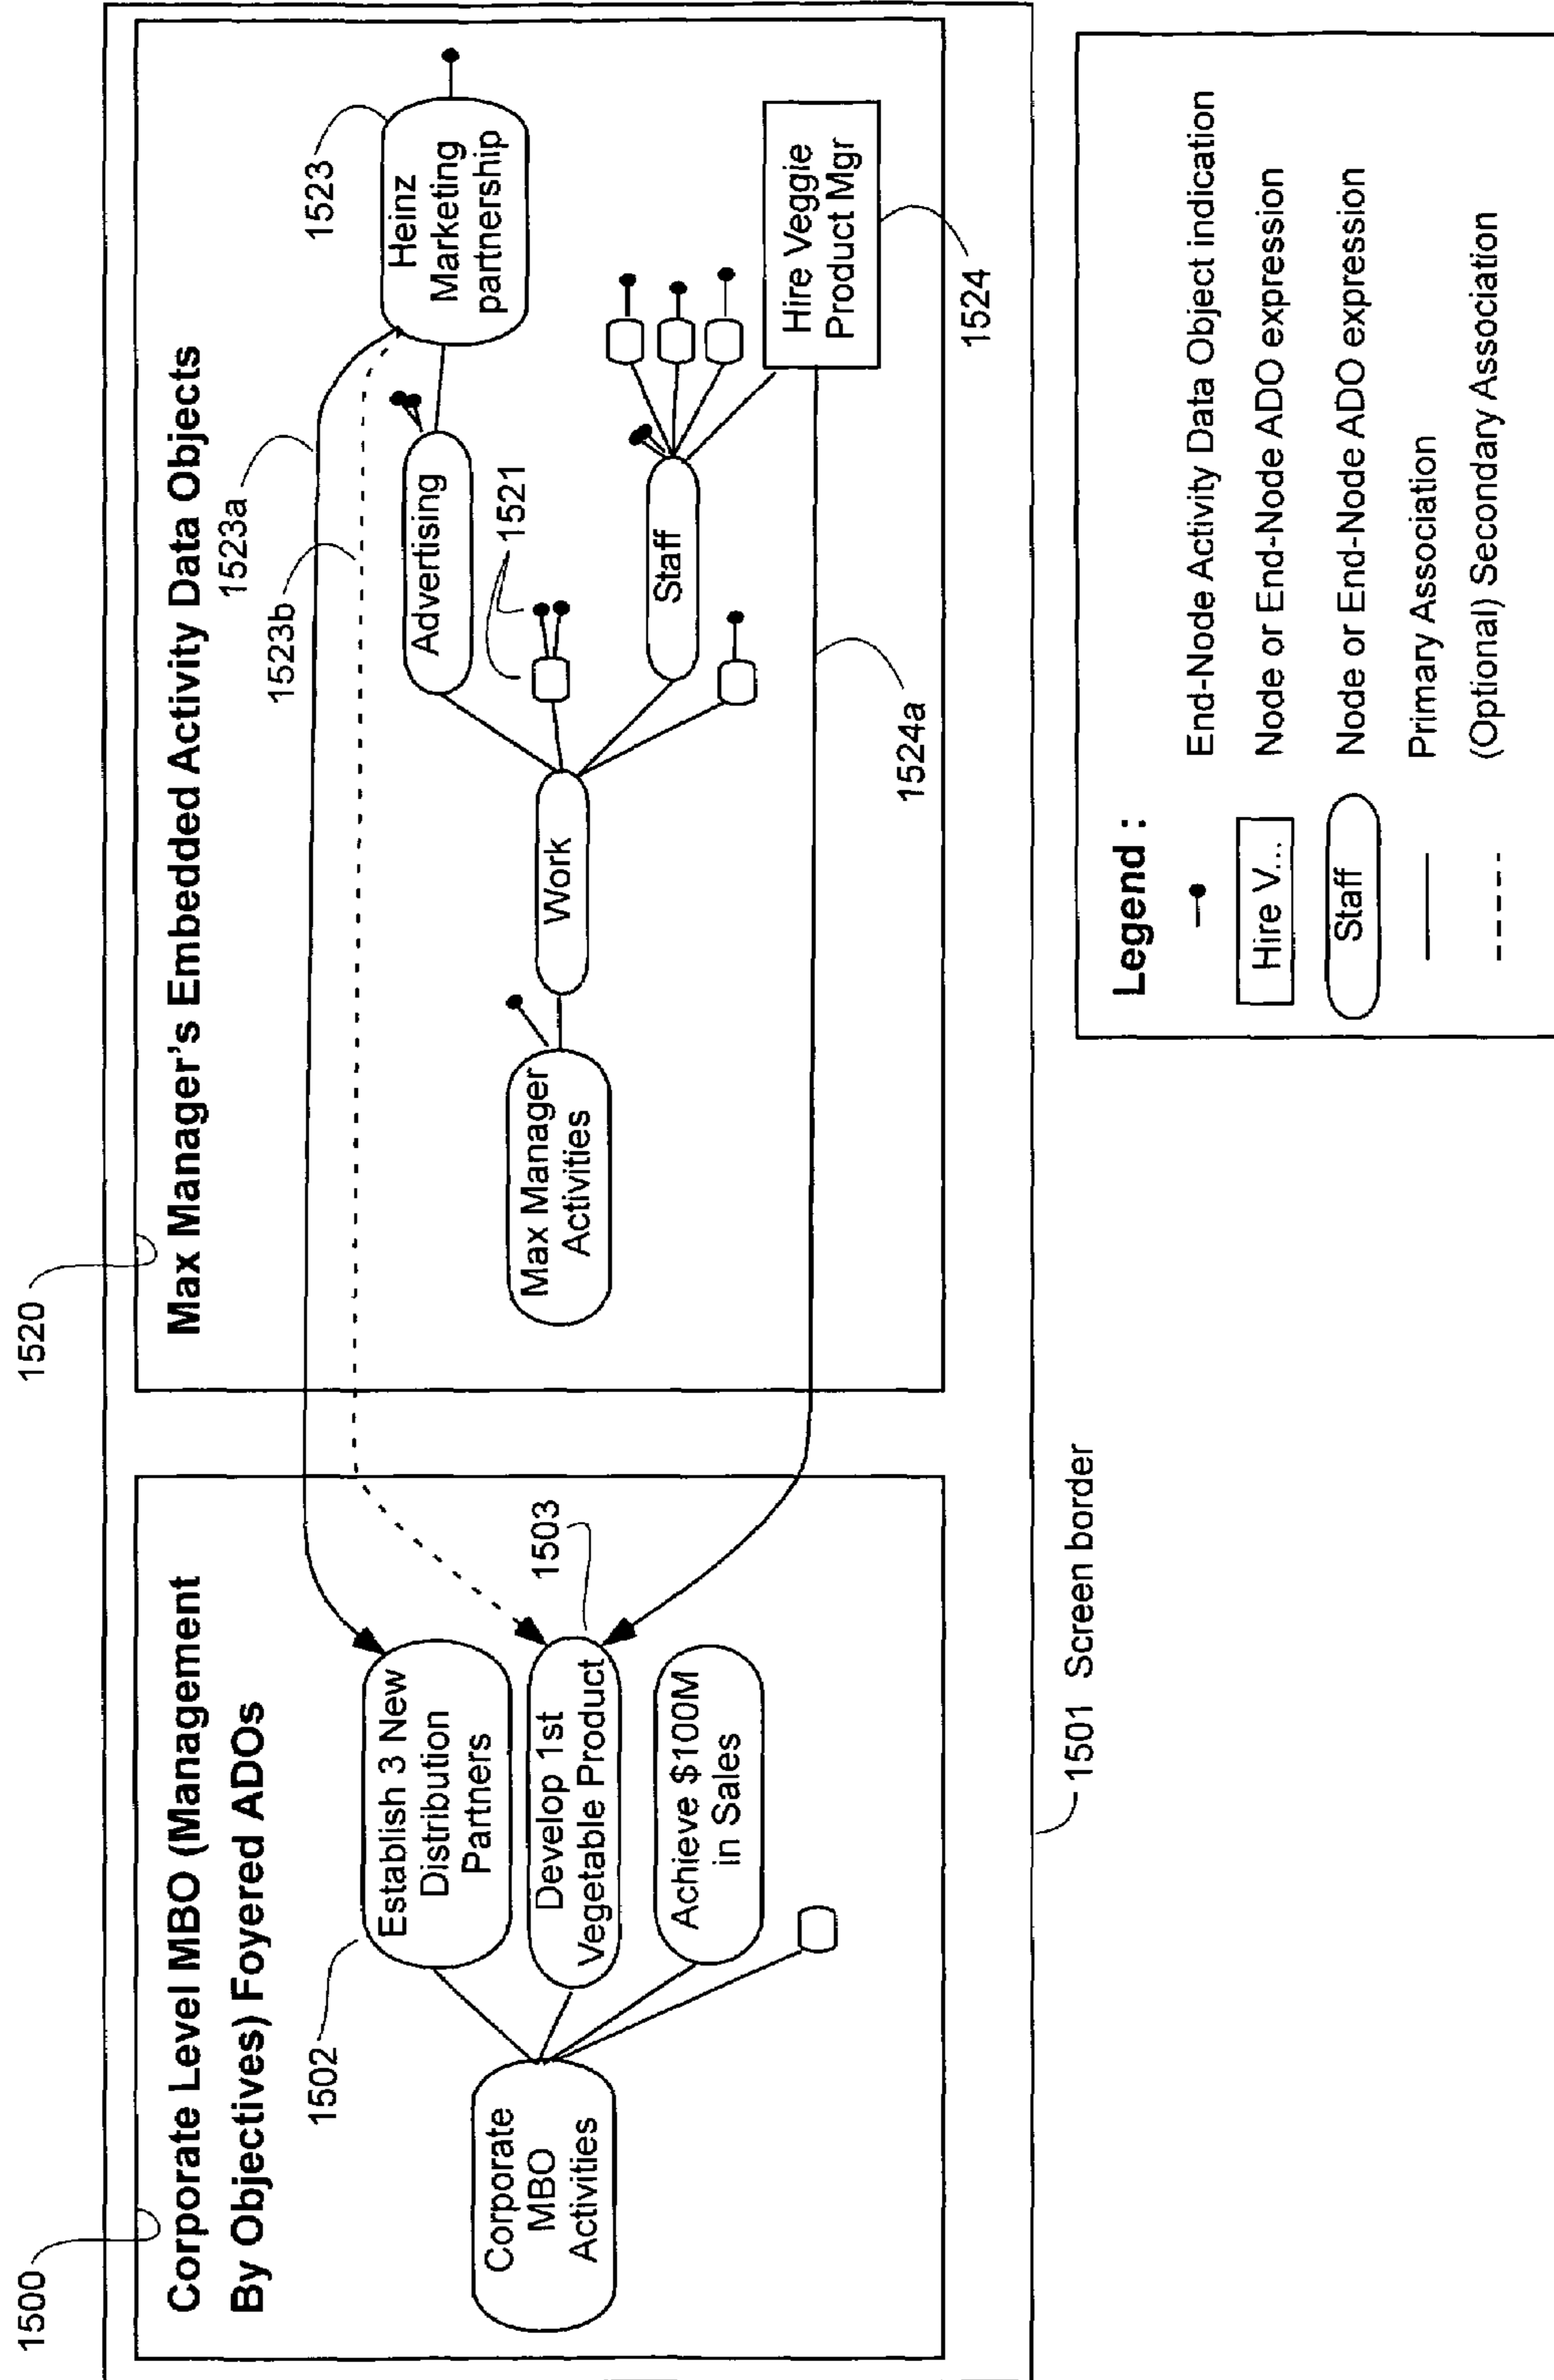 1500
Corporate Level MBO (Management
By Objectives) Foyered ADOs
1502
Establish 3 New
Distribution
Partners
1503
Develop 1st
Vegetable Product
Achieve $100M
in Sales
Corporate
MBO
Activities
1501 Screen border
1520
Max Manager's Embedded Activity Data Objects
1523a
1523b
1523
Heinz
Marketing
partnership
Advertising
1521
Max Manager
Activities
Work
Staff
Hire Veggie
Product Mgr
1524a
1524
Legend :
End-Node Activity Data Object indication
Hire V...
Node or End-Node ADO expression
Staff
Node or End-Node ADO expression
Primary Association
(Optional) Secondary Association